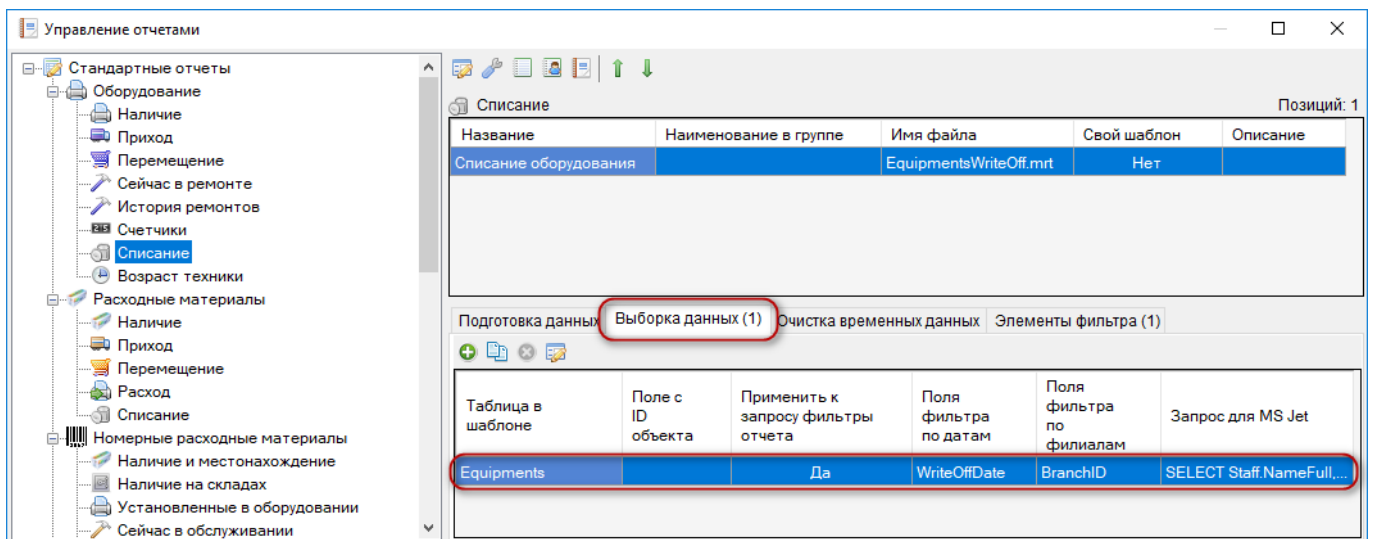 Управление отчетами
Стандартные отчеты
Оборудование
Наличие
Приход
Перемещение
Сейчас в ремонте
История ремонтов
Счетчики
Списание
Возраст техники
Расходные материалы
Наличие
Приход
Перемещение
Расход
Списание
Номерные расходные материалы
Наличие и местонахождение
Наличие на складах
Установленные в оборудовании
Сейчас в обслуживании
Списание
Позиций: 1
Название Наименование в группе Имя файла Свой шаблон Описание
Списание оборудования EquipmentsWriteOff.mrt Нет
Подготовка данных Выборка данных (1) Очистка временных данных Элементы фильтра (1)
Таблица в шаблоне
Поле с ID объекта
Применить к запросу фильтры отчета
Поля фильтра по датам
Поля фильтра по филиалам
Запрос для MS Jet
Equipments Да WriteOffDate BranchID SELECT Staff.NameFull,...